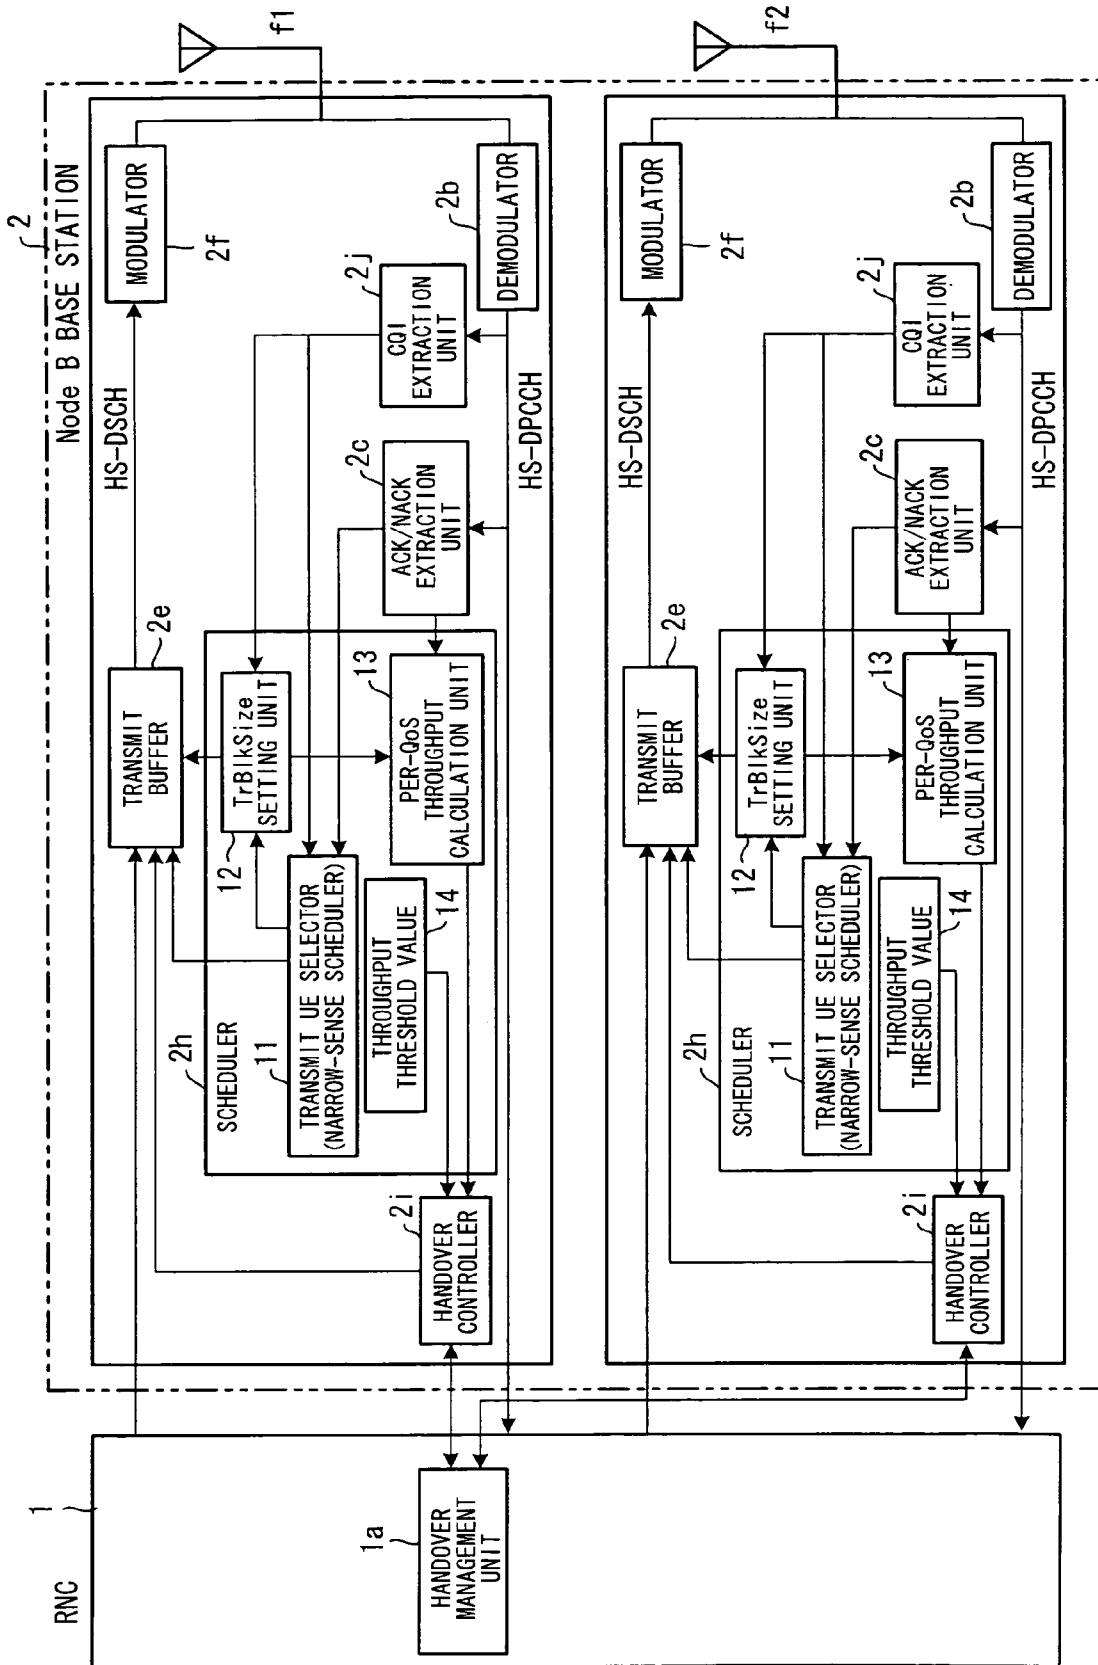 RNC
1
HANDOVER
MANAGEMENT
UNIT
1a
2
Node B BASE STATION
HS-DSCH
MODULATOR
2f
f1
TRANSMIT
BUFFER
2e
2h
SCHEDULER
TrBlkSize
SETTING UNIT
12
11
TRANSMIT UE SELECTOR
(NARROW-SENSE SCHEDULER)
THROUGHPUT
THRESHOLD VALUE
14
PER-QoS
THROUGHPUT
CALCULATION UNIT
13
HANDOVER
CONTROLLER
2i
ACK/NACK
EXTRACTION
UNIT
2c
CQI
EXTRACTION
UNIT
2j
DEMODULATOR
2b
HS-DPCCH
HS-DSCH
MODULATOR
2f
f2
TRANSMIT
BUFFER
2e
2h
SCHEDULER
TrBlkSize
SETTING UNIT
12
11
TRANSMIT UE SELECTOR
(NARROW-SENSE SCHEDULER)
THROUGHPUT
THRESHOLD VALUE
14
PER-QoS
THROUGHPUT
CALCULATION UNIT
13
HANDOVER
CONTROLLER
2i
ACK/NACK
EXTRACTION
UNIT
2c
CQI
EXTRACTION
UNIT
2j
DEMODULATOR
2b
HS-DPCCH